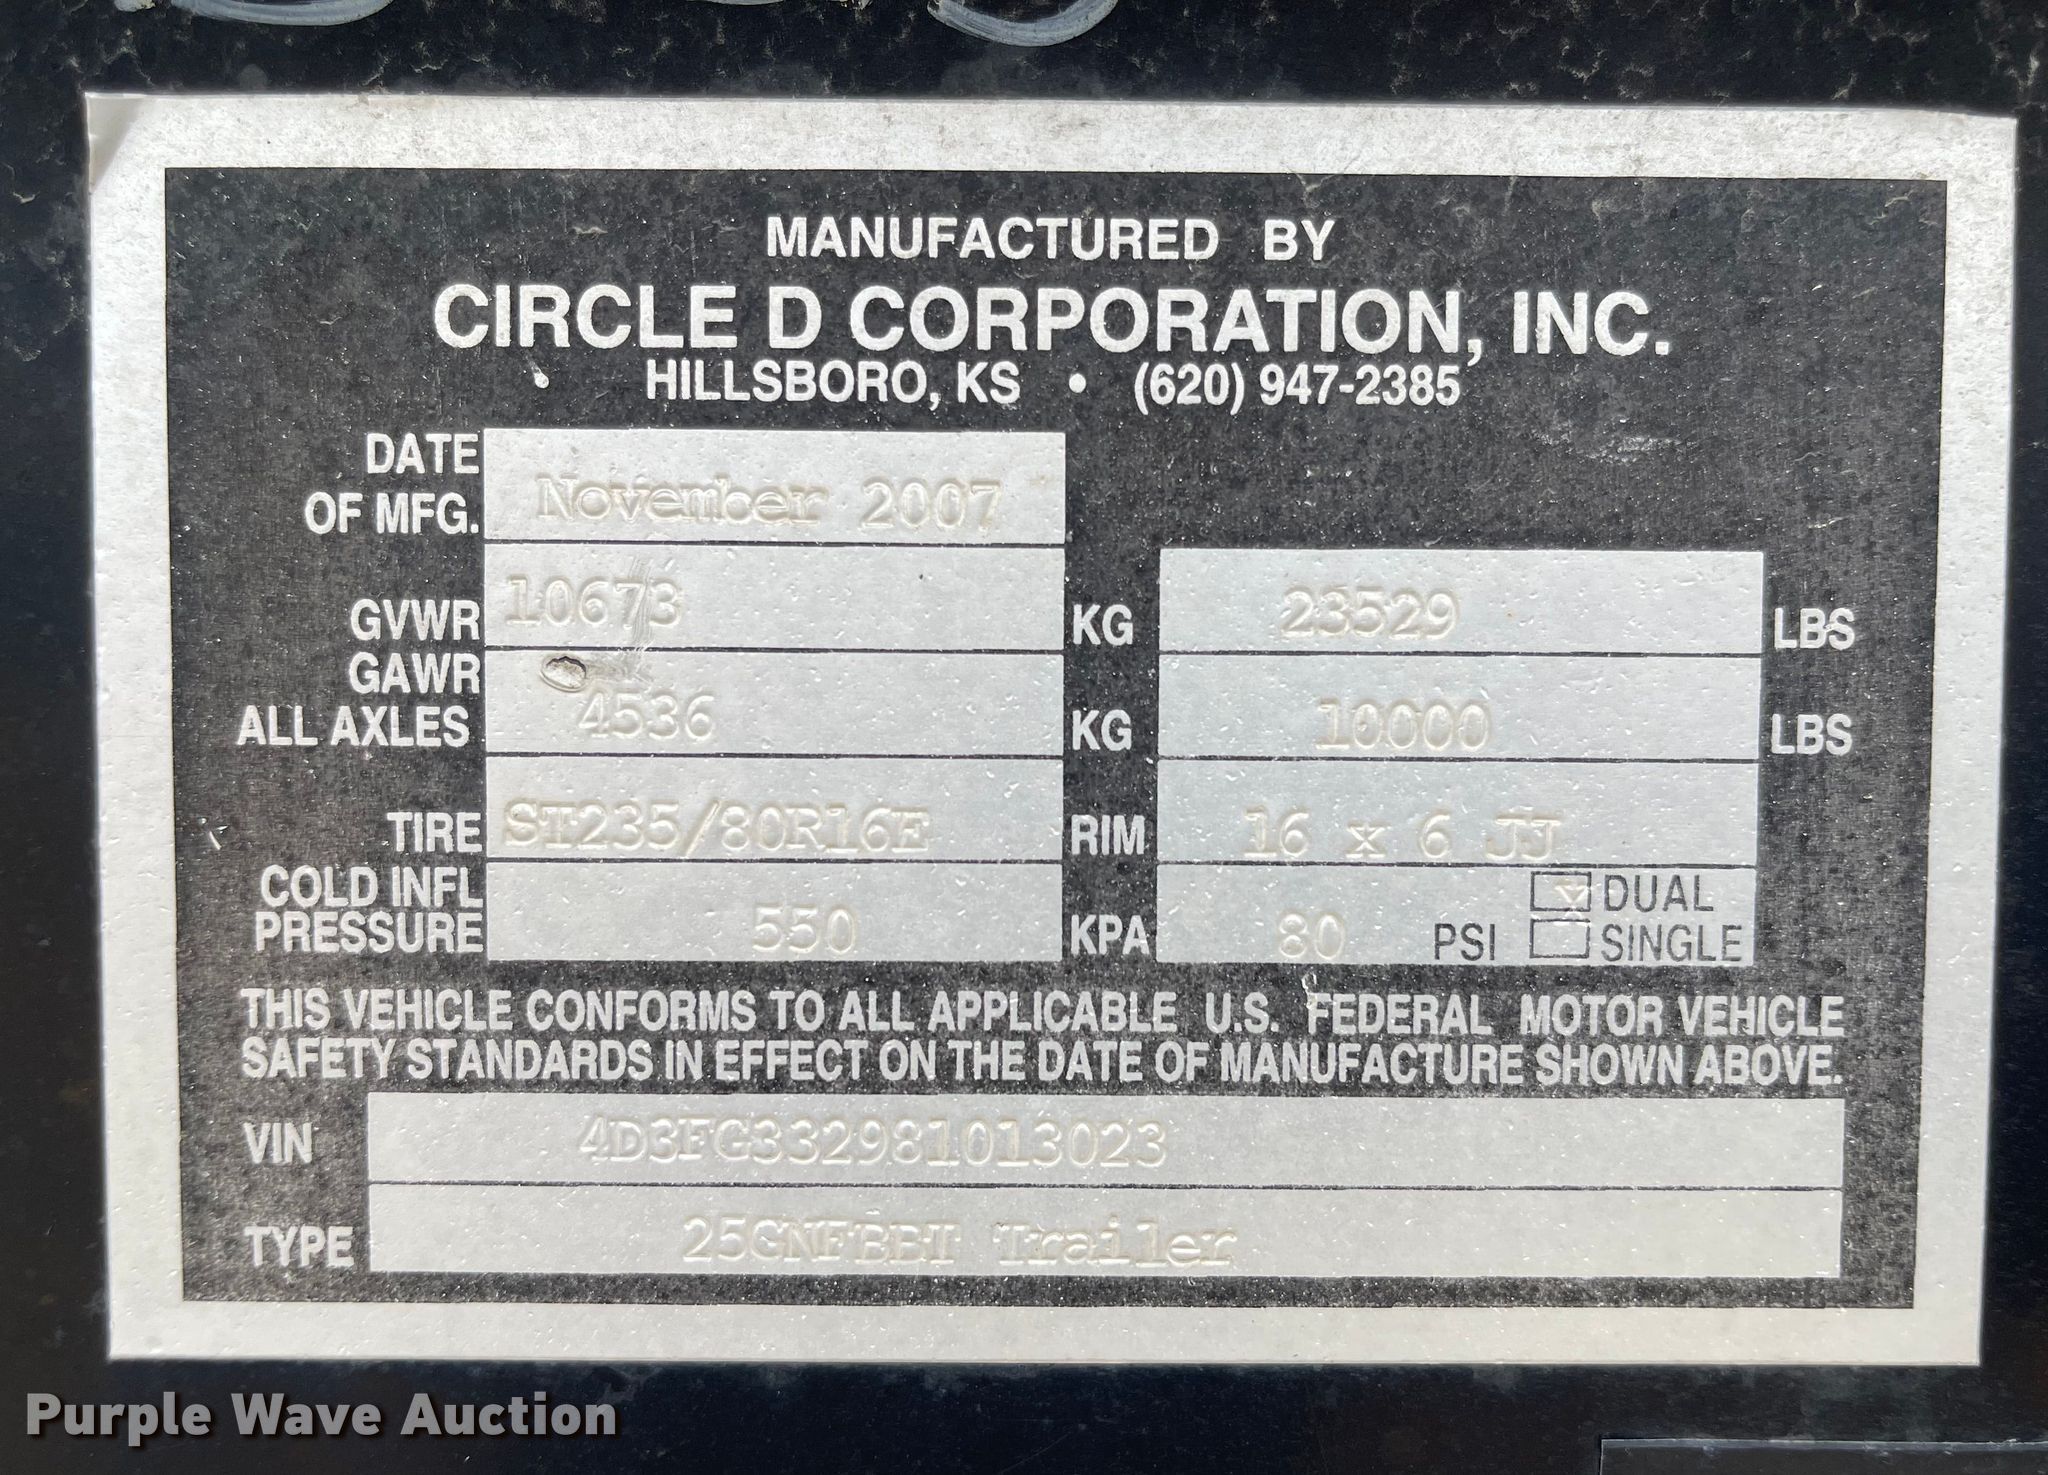 MANUFACTURED BY
CIRCLE D CORPORATION, INC.
HILLSBORO, KS • (620) 947-2385
DATE OF MFG. November 2007
GVWR 10673 KG 23529 LBS
GAWR ALL AXLES 4536 KG 10000 LBS
TIRE ST235/80R16E RIM 16 x 6 JJ
COLD INFL PRESSURE 550 KPA 80 PSI x DUAL
SINGLE
THIS VEHICLE CONFORMS TO ALL APPLICABLE U.S. FEDERAL MOTOR VEHICLE
SAFETY STANDARDS IN EFFECT ON THE DATE OF MANUFACTURE SHOWN ABOVE.
VIN 4D3FG332981013023
TYPE 25GNFBBT Trailer
Purple Wave Auction